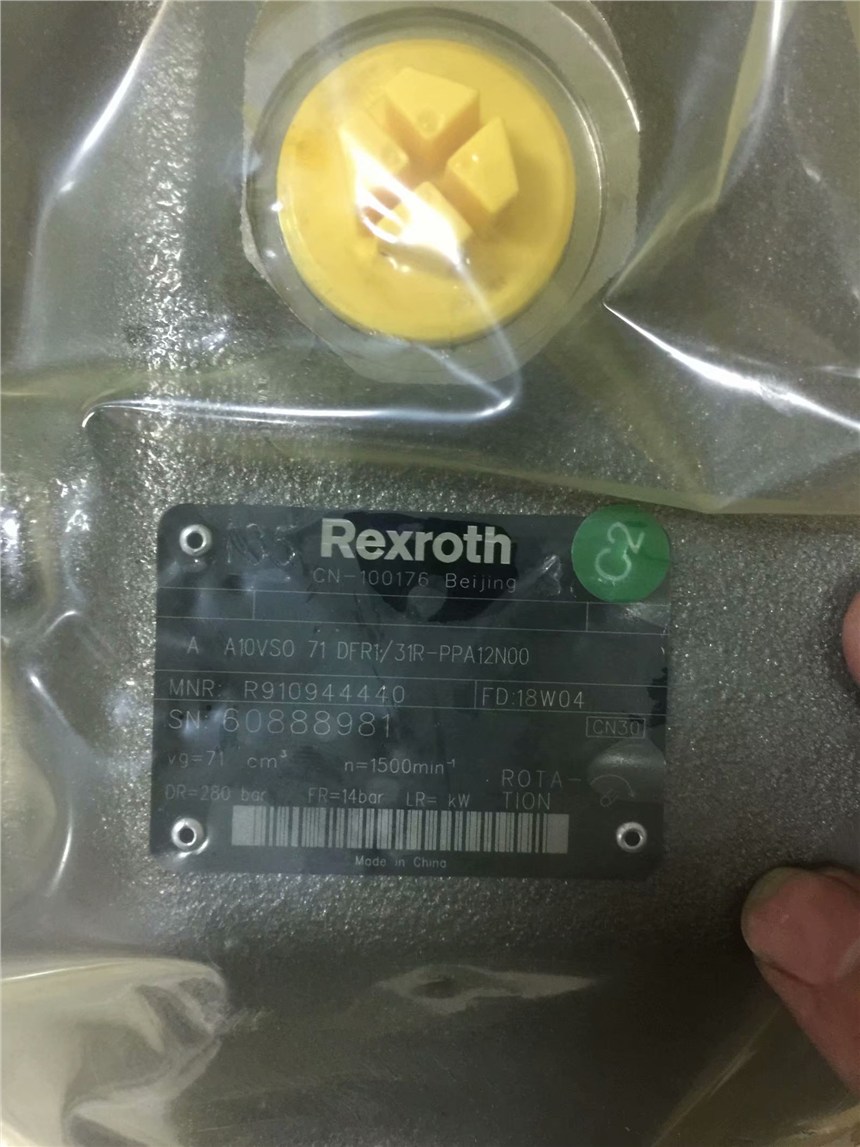 Rexroth
C2
CN-100176 Beijing
A A10VSO 71 DFR1/31R-PPA12N00
MNR: R910944440 FD:18W04
SN: 60888981 CN30
vg=71 cm³ n=1500min⁻¹
ROTA-
TION
DR=280 bar FR=14bar LR= kW
Made in China